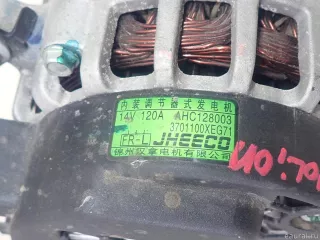 内装调节器式发电机
14V 120A AHC128003
3701100XEG71
FR-L JHEECO
锦州汉拿电机有限公司